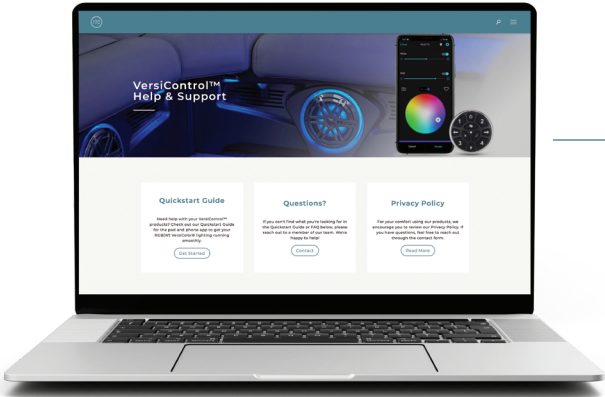 ITC
VersiControl™
Help & Support
Quickstart Guide
Need help with your VersiControl™
products? Check out our Quickstart Guide
for the pad and phone app to get your
RGB(W) VersiColor® lighting running
smoothly.
Get Started
Questions?
If you can't find what you're looking for in
the Quickstart Guide or FAQ below, please
reach out to a member of our team. We're
happy to help!
Contact
Privacy Policy
For your comfort using our products, we
encourage you to review our Privacy Policy. If
you have questions, feel free to reach out
through the contact form.
Read More